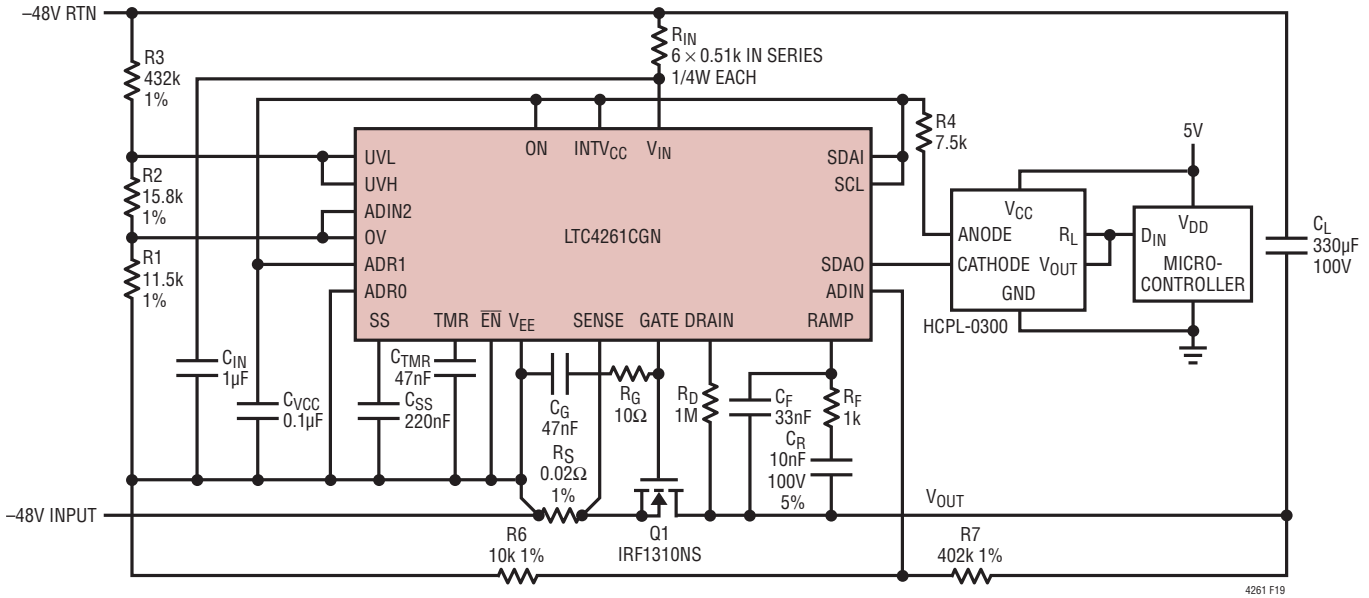 –48V RTN
R3
432k
1%
R2
15.8k
1%
R1
11.5k
1%
RIN
6 × 0.51k IN SERIES
1/4W EACH
ON
INTVCC
VIN
UVL
UVH
ADIN2
OV
ADR1
ADR0
LTC4261CGN
SDAI
SCL
SDAO
ADIN
SS
TMR
EN
VEE
SENSE
GATE
DRAIN
RAMP
R4
7.5k
5V
VCC
ANODE
RL
CATHODE
VOUT
GND
HCPL-0300
VDD
DIN
MICRO-
CONTROLLER
CL
330µF
100V
CIN
1µF
CVCC
0.1µF
CTMR
47nF
CSS
220nF
CG
47nF
RG
10Ω
RS
0.02Ω
1%
RD
1M
CF
33nF
RF
1k
CR
10nF
100V
5%
–48V INPUT
Q1
IRF1310NS
VOUT
R6
10k 1%
R7
402k 1%
4261 F19